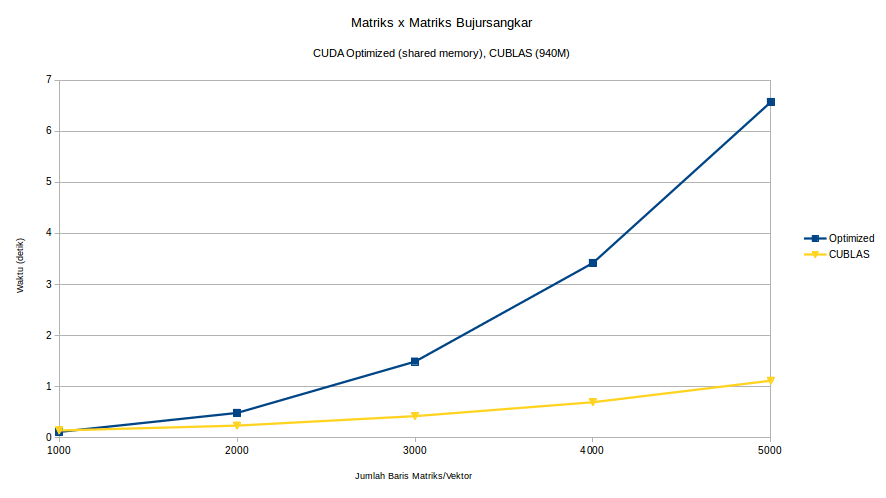 Matriks x Matriks Bujursangkar
CUDA Optimized (shared memory), CUBLAS (940M)
7
6
5
4
3
2
1
0
Waktu (detik)
1000
2000
3000
4000
5000
Jumlah Baris Matriks/Vektor
Optimized
CUBLAS